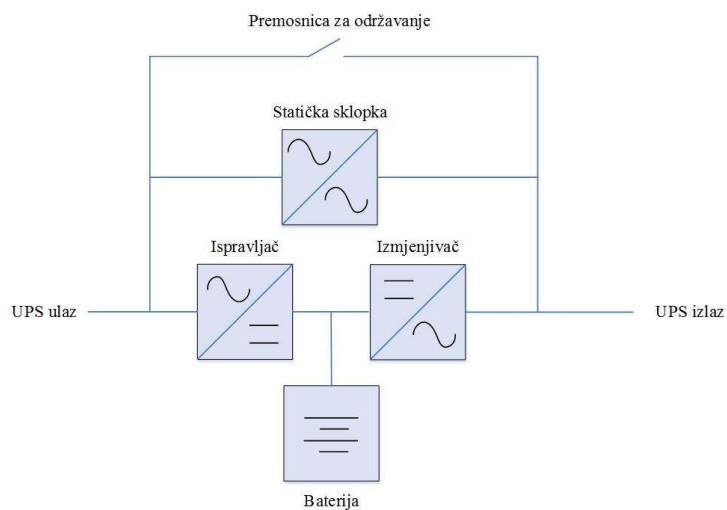 Premosnica za održavanje
Statička sklopka
Ispravljač
Izmjenjivač
UPS ulaz
UPS izlaz
Baterija